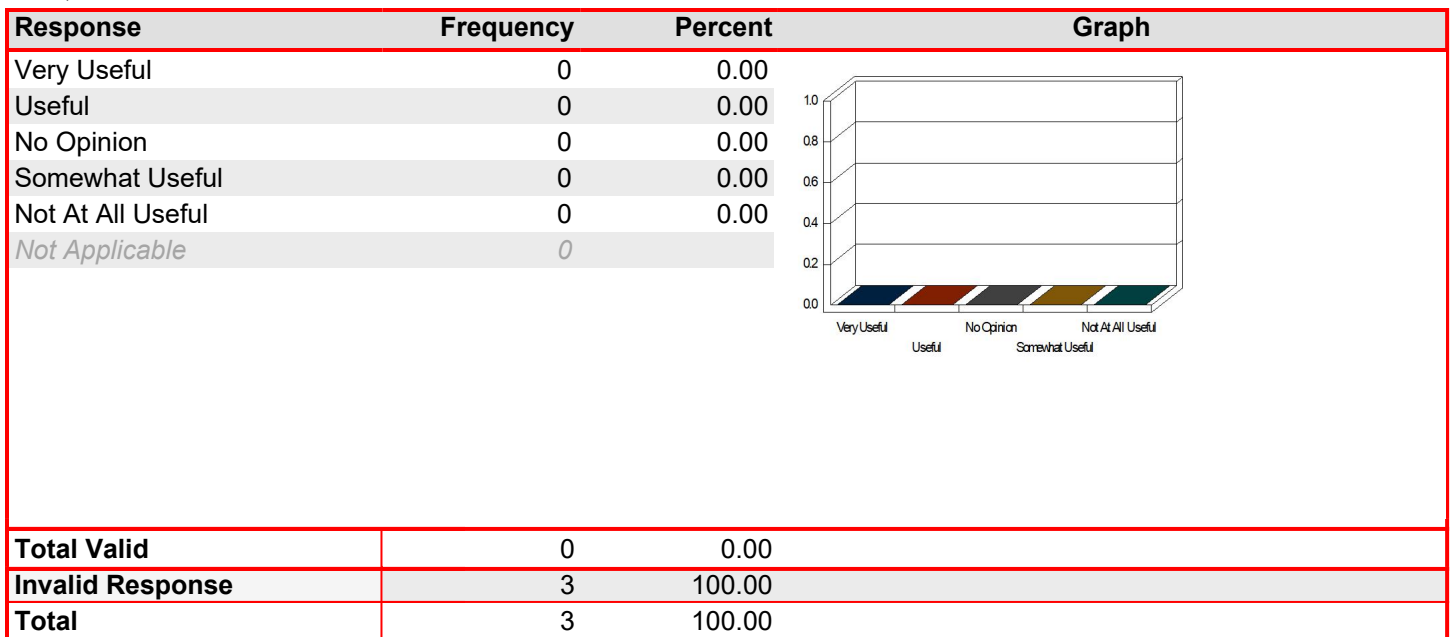 Response Frequency Percent Graph
Very Useful 0 0.00
Useful 0 0.00
No Opinion 0 0.00
Somewhat Useful 0 0.00
Not At All Useful 0 0.00
Not Applicable 0
1.0
0.8
0.6
0.4
0.2
0.0
Very Useful No Opinion Not At All Useful
Useful Somewhat Useful
Total Valid 0 0.00
Invalid Response 3 100.00
Total 3 100.00